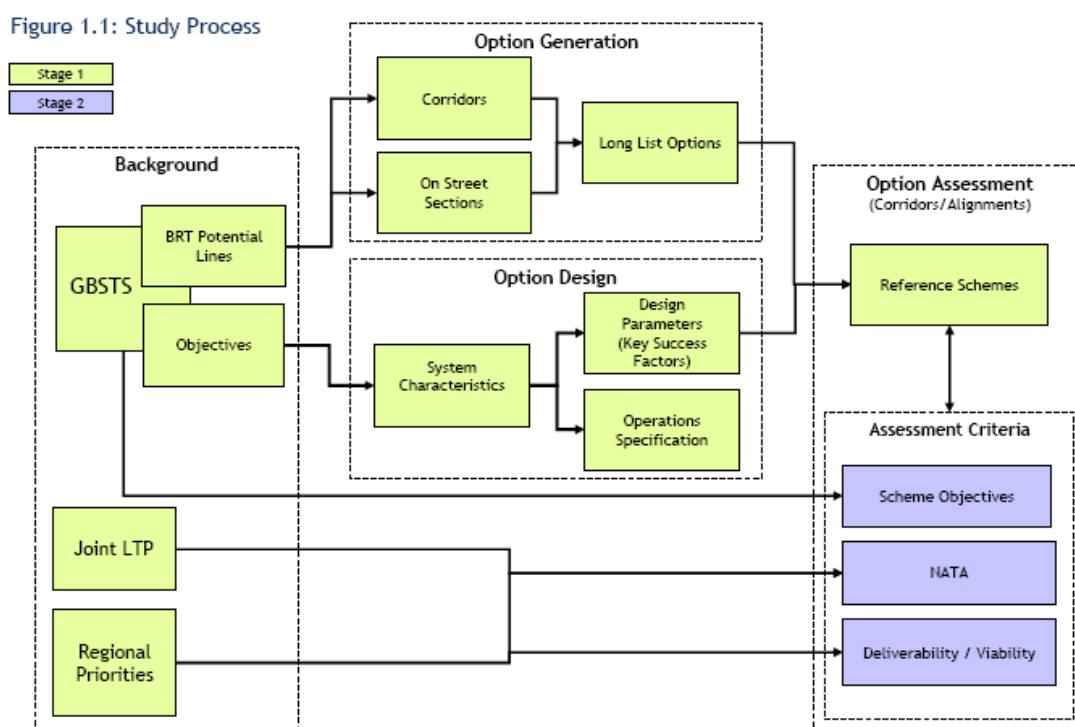 Figure 1.1: Study Process
Stage 1
Stage 2
Background
GBSTS
BRT Potential
Lines
Objectives
Joint LTP
Regional
Priorities
Option Generation
Corridors
On Street
Sections
Long List Options
Option Design
System
Characteristics
Design
Parameters
(Key Success
Factors)
Operations
Specification
Option Assessment
(Corridors/Alignments)
Reference Schemes
Assessment Criteria
Scheme Objectives
NATA
Deliverability / Viability